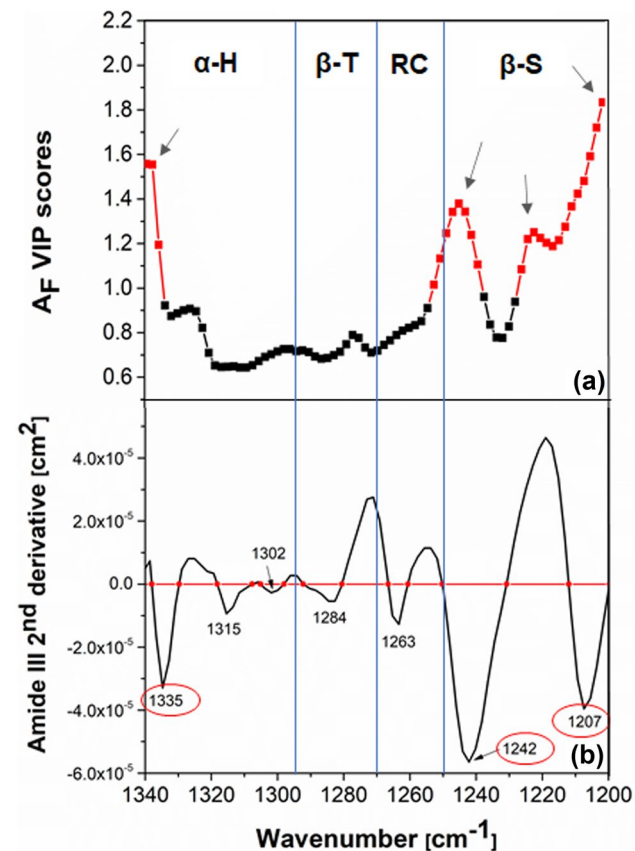 α-H β-T RC β-S
2.2
2.0
1.8
1.6
1.4
1.2
1.0
0.8
0.6
A_F VIP scores
(a)
4.0x10⁻⁵
2.0x10⁻⁵
0.0
-2.0x10⁻⁵
-4.0x10⁻⁵
-6.0x10⁻⁵
Amide III 2ⁿᵈ derivative [cm²]
1302
1315
1284
1263
1335
1242
1207
(b)
1340 1320 1300 1280 1260 1240 1220 1200
Wavenumber [cm⁻¹]